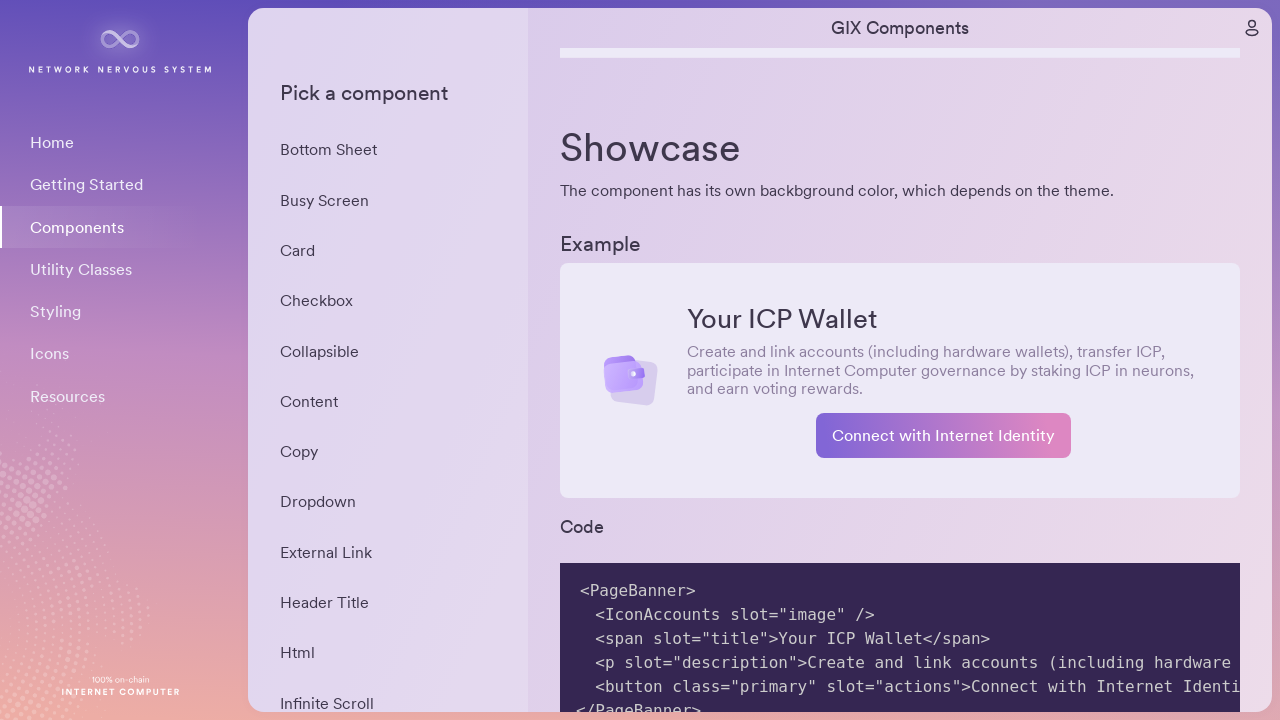 NETWORK NERVOUS SYSTEM
Home
Getting Started
Components
Utility Classes
Styling
Icons
Resources
100% on-chain
INTERNET COMPUTER
Pick a component
Bottom Sheet
Busy Screen
Card
Checkbox
Collapsible
Content
Copy
Dropdown
External Link
Header Title
Html
Infinite Scroll
GIX Components
Showcase
The component has its own backbground color, which depends on the theme.
Example
Your ICP Wallet
Create and link accounts (including hardware wallets), transfer ICP,
participate in Internet Computer governance by staking ICP in neurons,
and earn voting rewards.
Connect with Internet Identity
Code
<PageBanner>
<IconAccounts slot="image" />
<span slot="title">Your ICP Wallet</span>
<p slot="description">Create and link accounts (including hardware
<button class="primary" slot="actions">Connect with Internet Identi
</PageBanner>